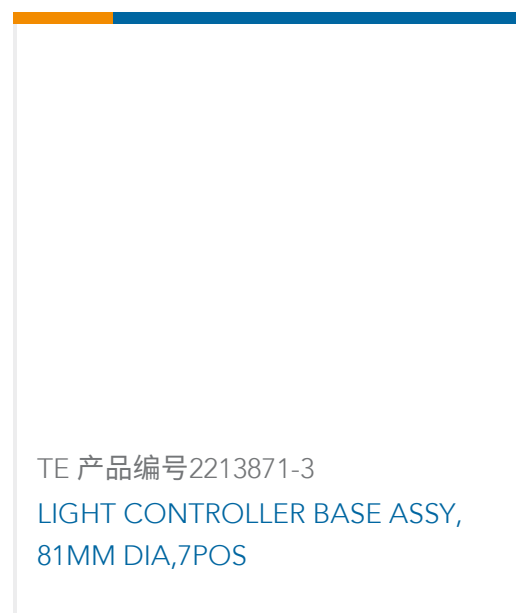 TE 产品编号2213871-3
LIGHT CONTROLLER BASE ASSY,
81MM DIA,7POS